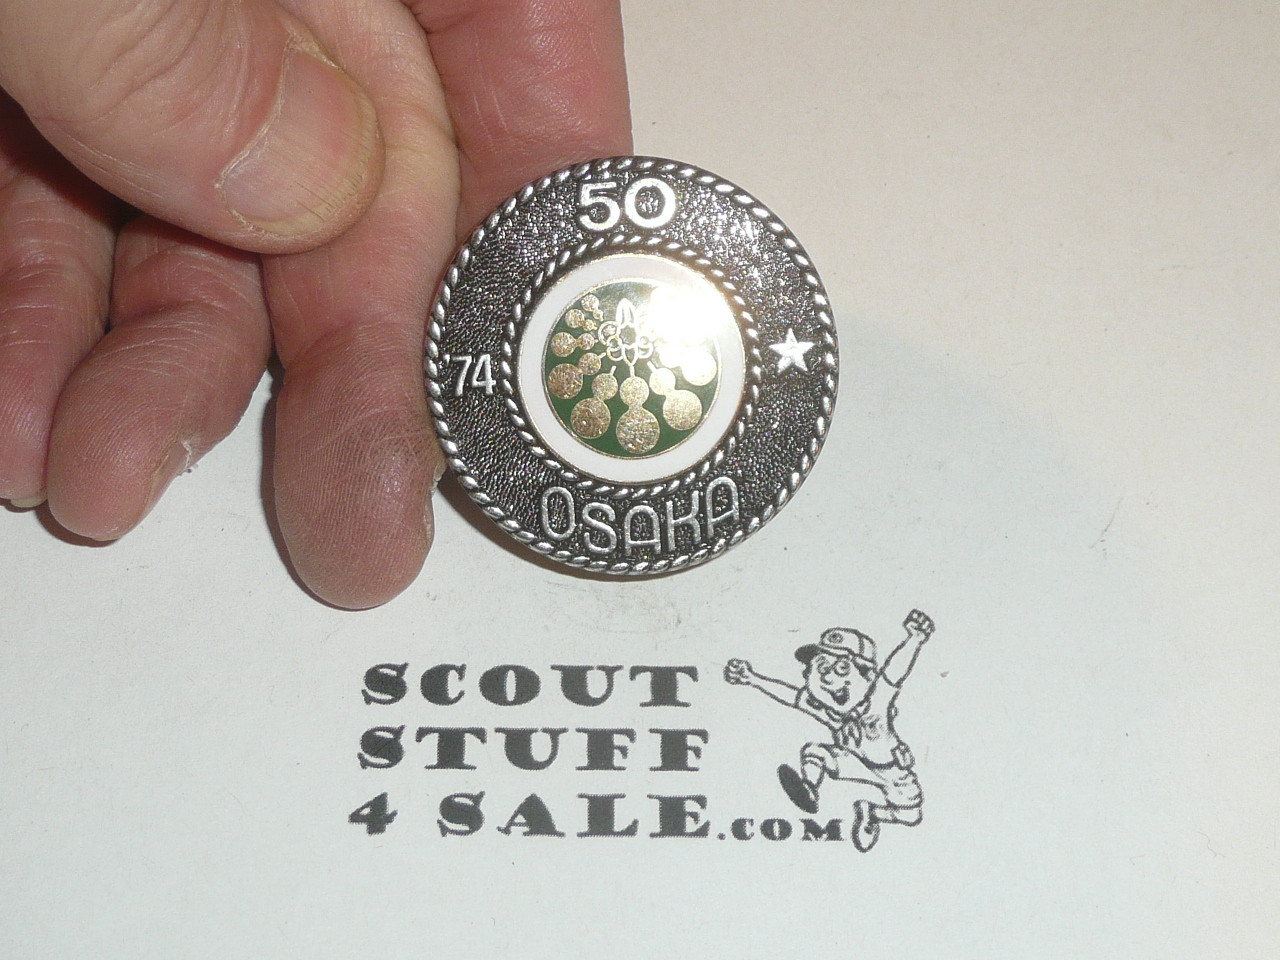 50
'74
OSAKA
SCOUT
STUFF
4 SALE.COM